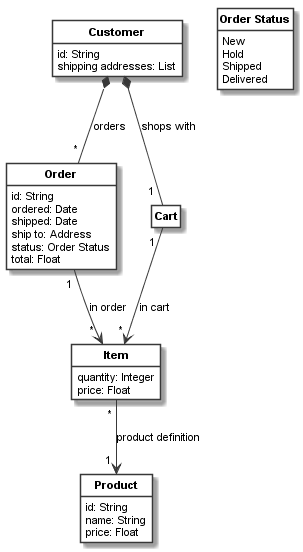 Customer
id: String
shipping addresses: List
Order Status
New
Hold
Shipped
Delivered
orders
shops with
*
1
Order
id: String
ordered: Date
shipped: Date
ship to: Address
status: Order Status
total: Float
Cart
1
1
in order
in cart
*
*
Item
quantity: Integer
price: Float
*
product definition
1
Product
id: String
name: String
price: Float